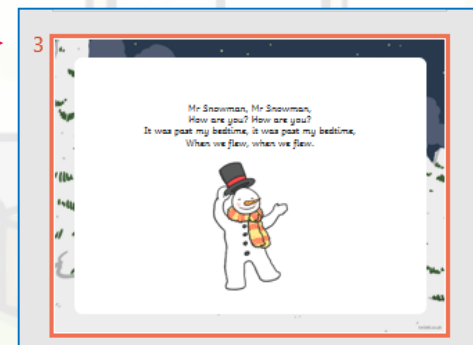 3
Mr Snowman, Mr Snowman,
How are you? How are you?
It was past my bedtime, it was past my bedtime,
When we flew, when we flew.